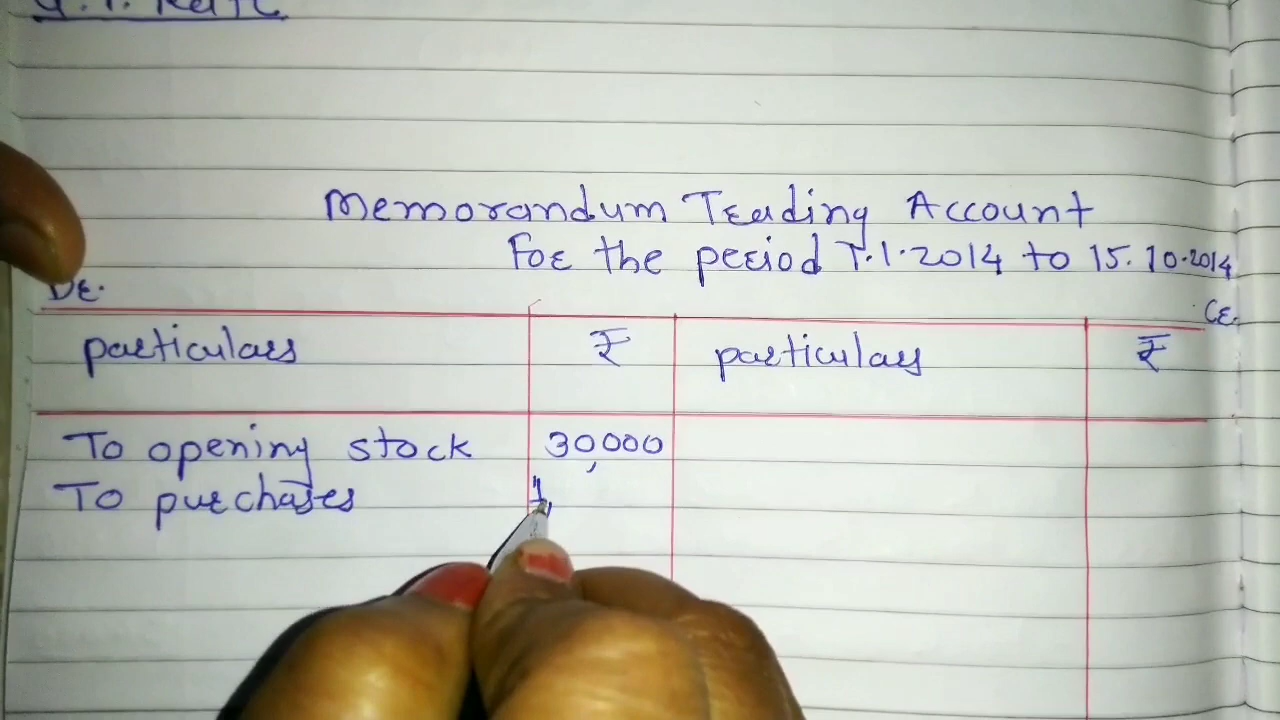 Memorandum Trading Account
For the period 1.1.2014 to 15.10.2014
Dr.
Cr.
particulars ₹ particulars ₹
To opening stock 30,000
To purchases 1,